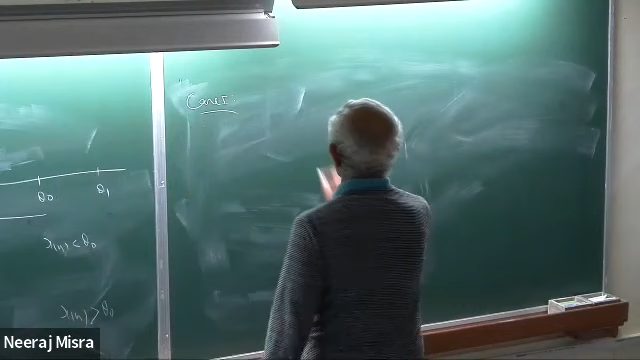 θ₀ θ₁
x₍ₙ₎ < θ₀
x₍ₙ₎ > θ₀
Case I:
Neeraj Misra